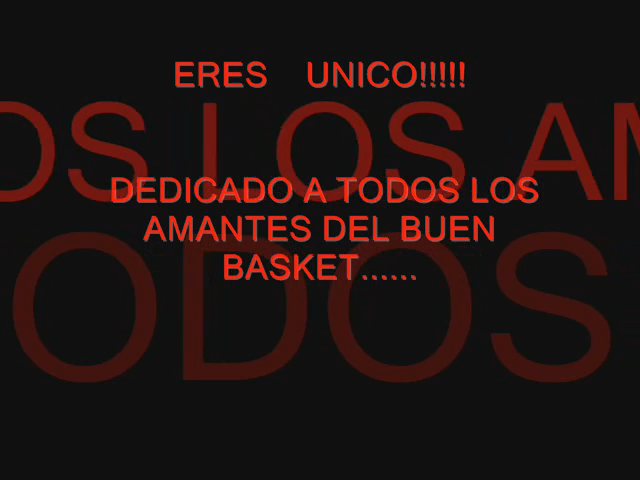 ERES UNICO!!!!!
OS LOS AM
DEDICADO A TODOS LOS
AMANTES DEL BUEN
BASKET......
ODOS